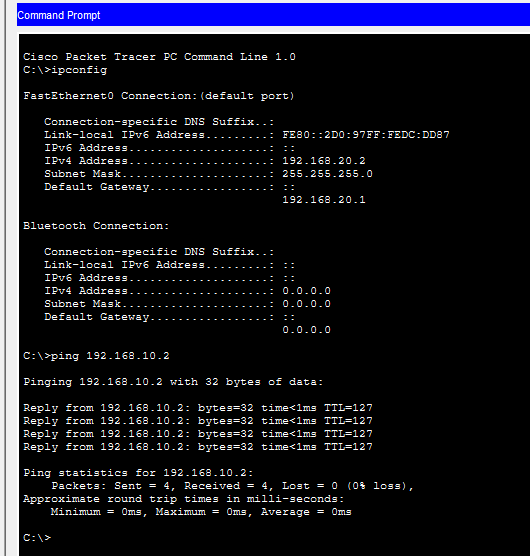 Command Prompt
Cisco Packet Tracer PC Command Line 1.0
C:\>ipconfig
FastEthernet0 Connection:(default port)
Connection-specific DNS Suffix..:
Link-local IPv6 Address.........: FE80::2D0:97FF:FEDC:DD87
IPv6 Address....................: ::
IPv4 Address....................: 192.168.20.2
Subnet Mask.....................: 255.255.255.0
Default Gateway.................: ::
192.168.20.1
Bluetooth Connection:
Connection-specific DNS Suffix..:
Link-local IPv6 Address.........: ::
IPv6 Address....................: ::
IPv4 Address....................: 0.0.0.0
Subnet Mask.....................: 0.0.0.0
Default Gateway.................: ::
0.0.0.0
C:\>ping 192.168.10.2
Pinging 192.168.10.2 with 32 bytes of data:
Reply from 192.168.10.2: bytes=32 time<1ms TTL=127
Reply from 192.168.10.2: bytes=32 time<1ms TTL=127
Reply from 192.168.10.2: bytes=32 time<1ms TTL=127
Reply from 192.168.10.2: bytes=32 time<1ms TTL=127
Ping statistics for 192.168.10.2:
Packets: Sent = 4, Received = 4, Lost = 0 (0% loss),
Approximate round trip times in milli-seconds:
Minimum = 0ms, Maximum = 0ms, Average = 0ms
C:\>